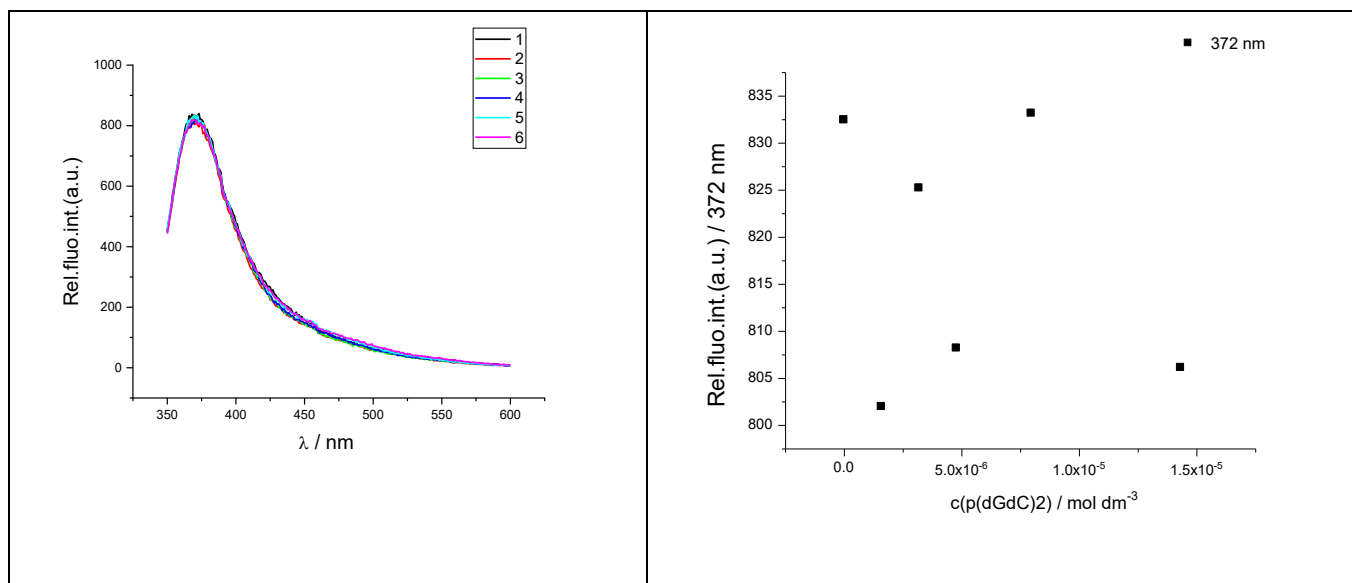 1
2
3
4
5
6
1000
800
600
400
200
0
Rel.fluo.int.(a.u.)
350 400 450 500 550 600
λ / nm
372 nm
835
830
825
820
815
810
805
800
Rel.fluo.int.(a.u.) / 372 nm
0.0 5.0x10⁻⁶ 1.0x10⁻⁵ 1.5x10⁻⁵
c(p(dGdC)2) / mol dm⁻³